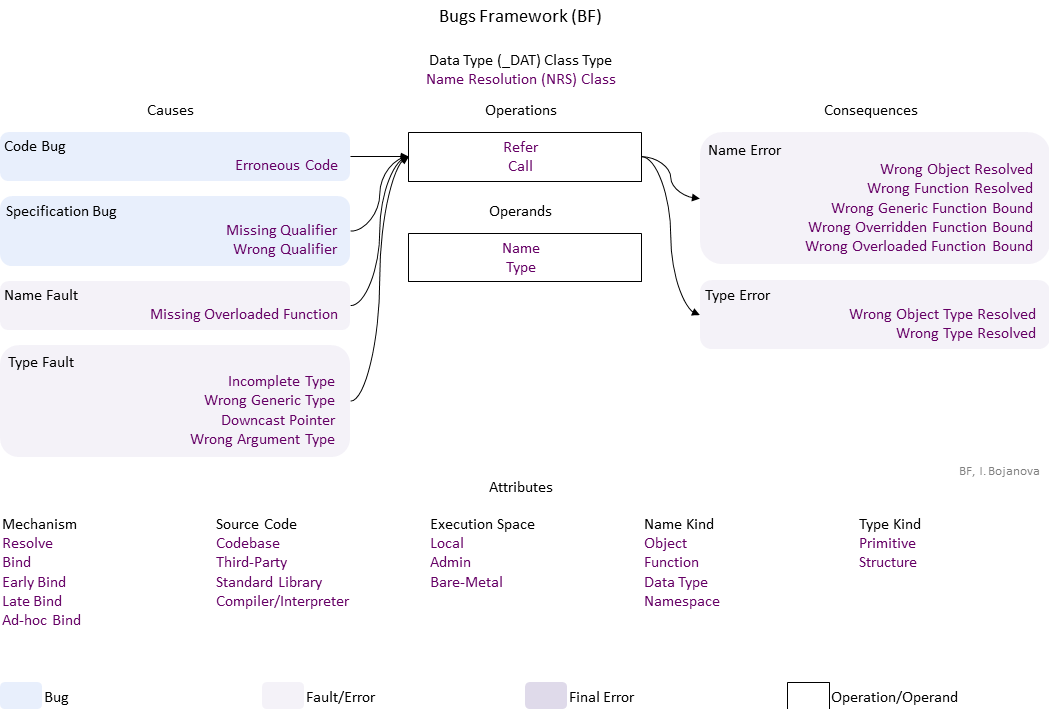 Bugs Framework (BF)
Data Type (_DAT) Class Type
Name Resolution (NRS) Class
Causes
Operations
Consequences
Code Bug
Erroneous Code
Specification Bug
Missing Qualifier
Wrong Qualifier
Name Fault
Missing Overloaded Function
Type Fault
Incomplete Type
Wrong Generic Type
Downcast Pointer
Wrong Argument Type
Refer
Call
Operands
Name
Type
Name Error
Wrong Object Resolved
Wrong Function Resolved
Wrong Generic Function Bound
Wrong Overridden Function Bound
Wrong Overloaded Function Bound
Type Error
Wrong Object Type Resolved
Wrong Type Resolved
BF, I. Bojanova
Attributes
Mechanism
Resolve
Bind
Early Bind
Late Bind
Ad-hoc Bind
Source Code
Codebase
Third-Party
Standard Library
Compiler/Interpreter
Execution Space
Local
Admin
Bare-Metal
Name Kind
Object
Function
Data Type
Namespace
Type Kind
Primitive
Structure
Bug
Fault/Error
Final Error
Operation/Operand